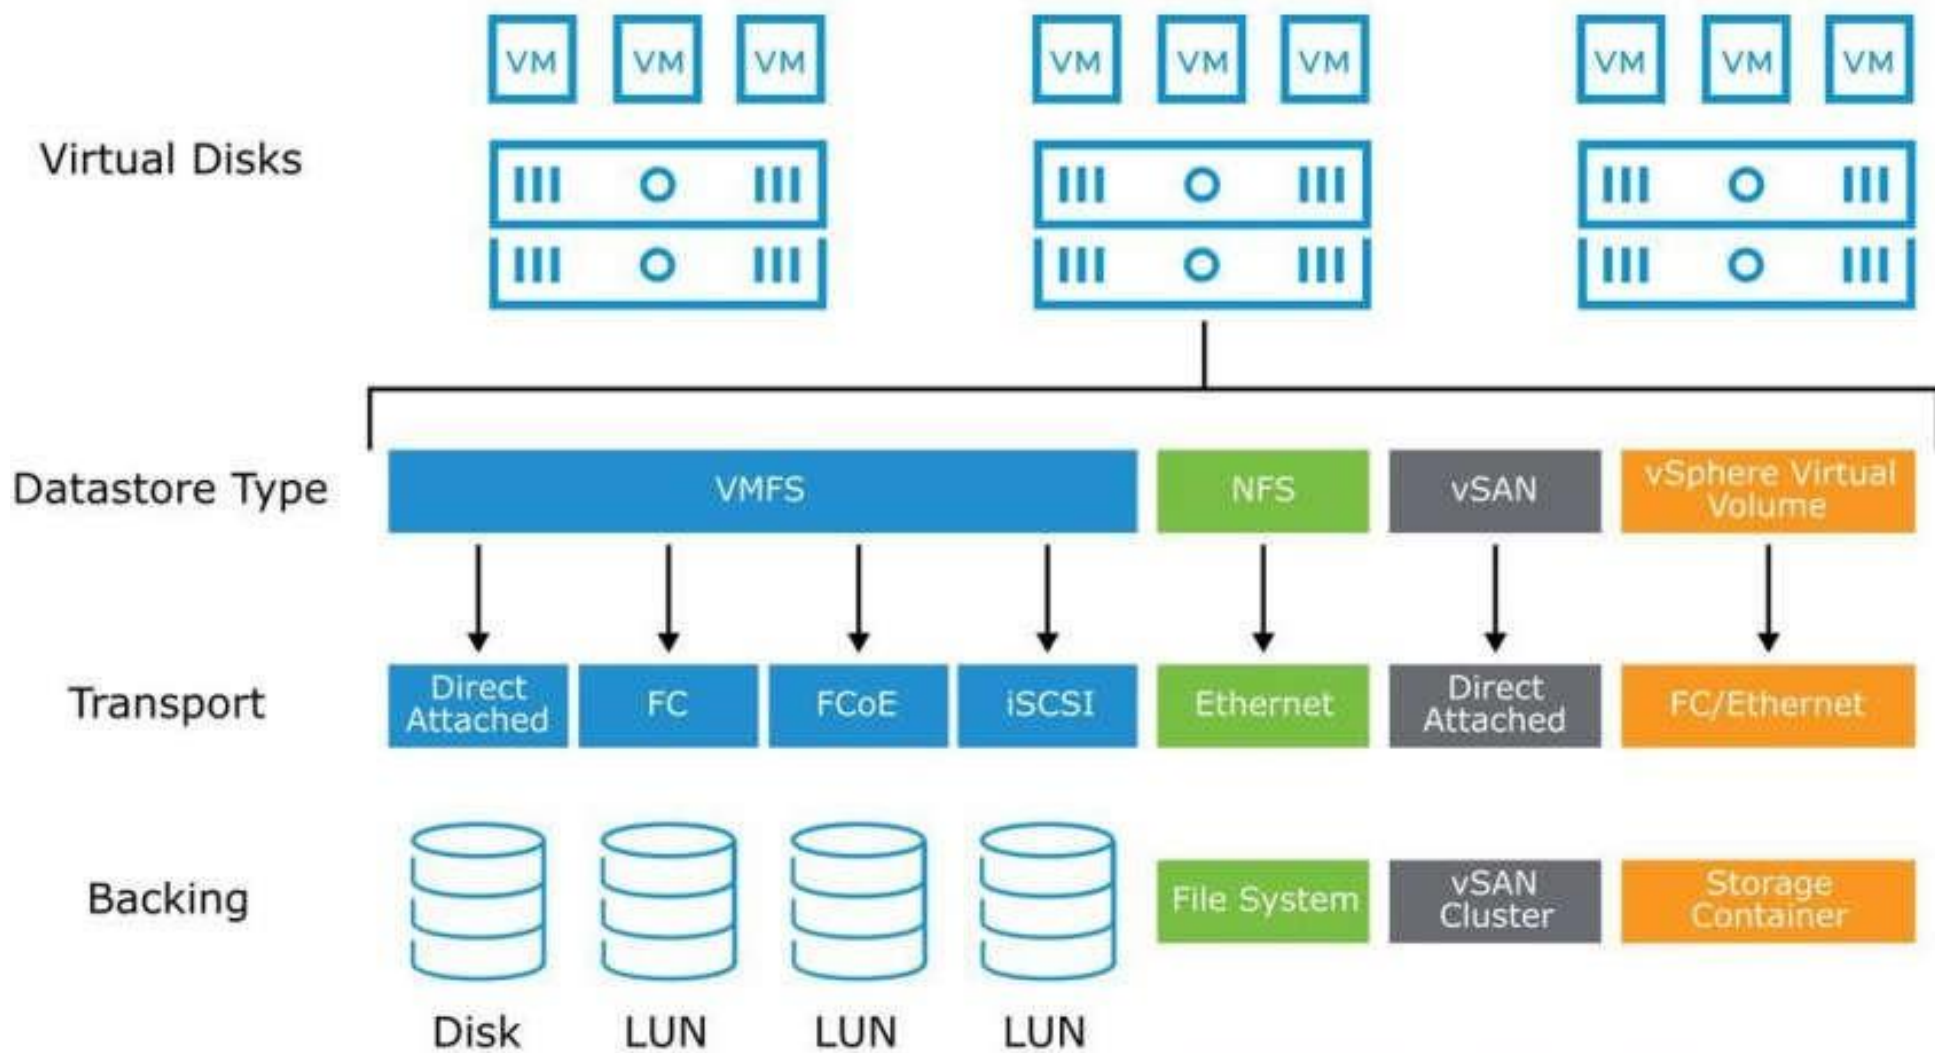 VM VM VM VM VM VM VM VM VM
Virtual Disks
Datastore Type
VMFS
NFS
vSAN
vSphere Virtual
Volume
Transport
Direct
Attached
FC
FCoE
iSCSI
Ethernet
Direct
Attached
FC/Ethernet
Backing
File System
vSAN
Cluster
Storage
Container
Disk LUN LUN LUN